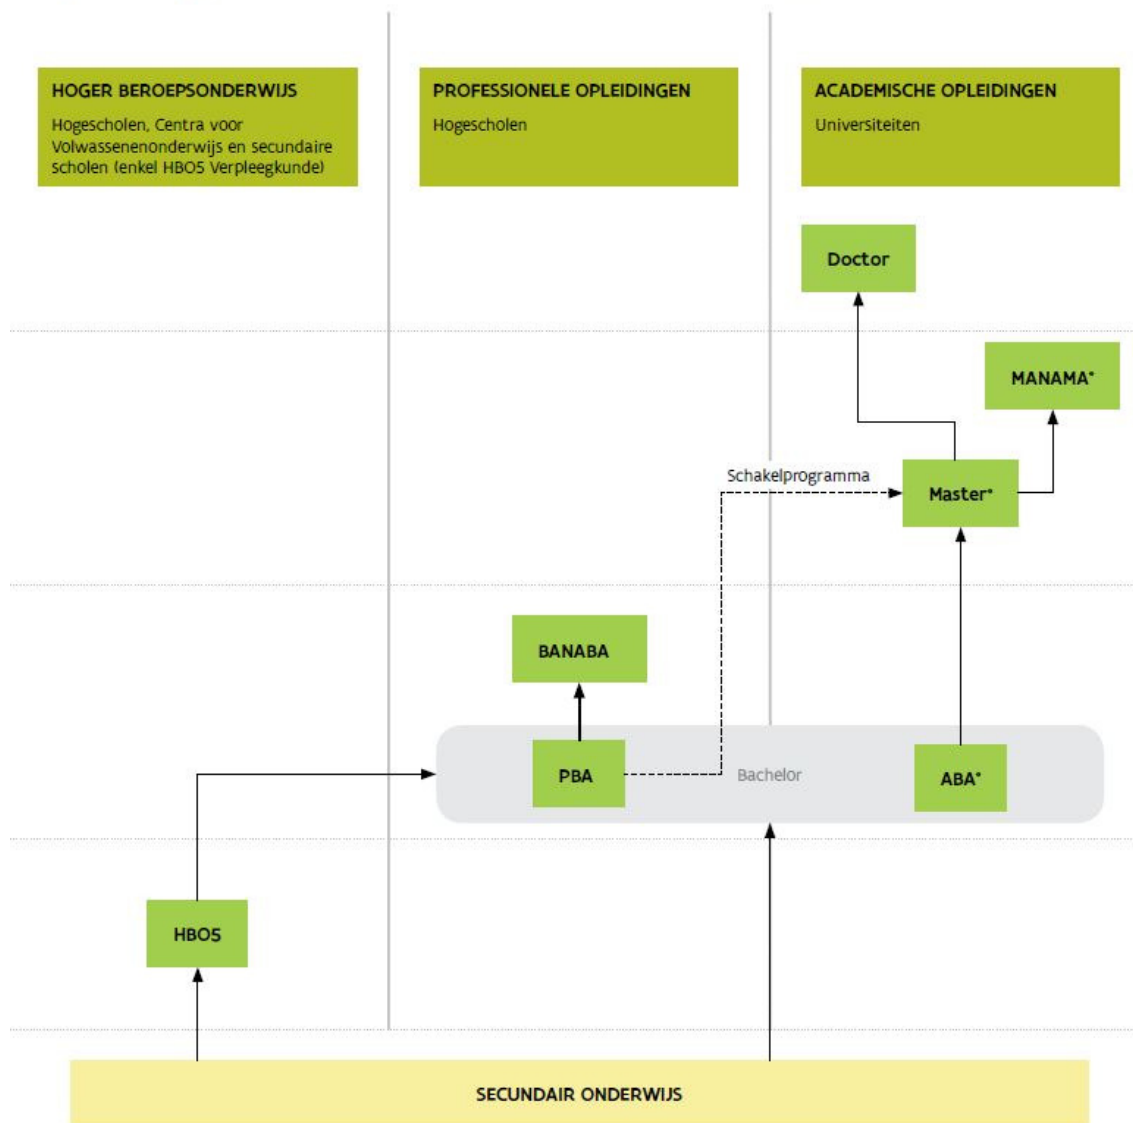 HOGER BEROEPSONDERWIJS
Hogescholen, Centra voor
Volwassenenonderwijs en secundaire
scholen (enkel HBO5 Verpleegkunde)
PROFESSIONELE OPLEIDINGEN
Hogescholen
ACADEMISCHE OPLEIDINGEN
Universiteiten
Doctor
MANAMA*
Schakelprogramma
Master*
BANABA
PBA
Bachelor
ABA*
HBO5
SECUNDAIR ONDERWIJS